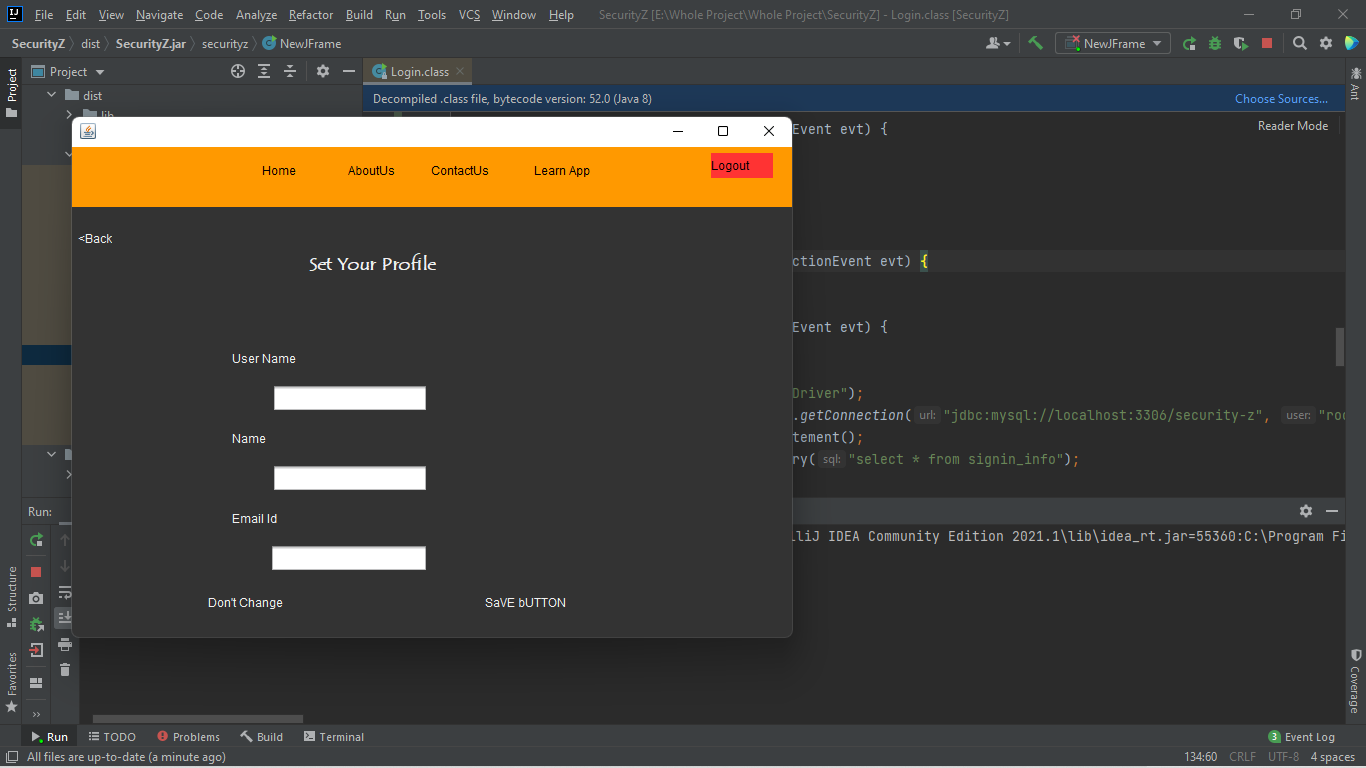 File Edit View Navigate Code Analyze Refactor Build Run Tools VCS Window Help SecurityZ [E:\Whole Project\Whole Project\SecurityZ] - Login.class [SecurityZ]
SecurityZ dist SecurityZ.jar securityz NewJFrame NewJFrame
Project Project Login.class
Ant
dist
Decompiled .class file, bytecode version: 52.0 (Java 8) Choose Sources...
lib
Event evt) {
Reader Mode
Home AboutUs ContactUs Learn App Logout
<Back
Set Your Profile
ctionEvent evt) {
Event evt) {
User Name
Driver");
.getConnection( url: "jdbc:mysql://localhost:3306/security-z", user: "roo
tement();
Name
ry( sql: "select * from signin_info");
Email Id
Run:
lliJ IDEA Community Edition 2021.1\lib\idea_rt.jar=55360:C:\Program Fi
Don't Change SaVE bUTTON
Structure
Favorites
Coverage
Run TODO Problems Build Terminal 3 Event Log
All files are up-to-date (a minute ago) 134:60 CRLF UTF-8 4 spaces